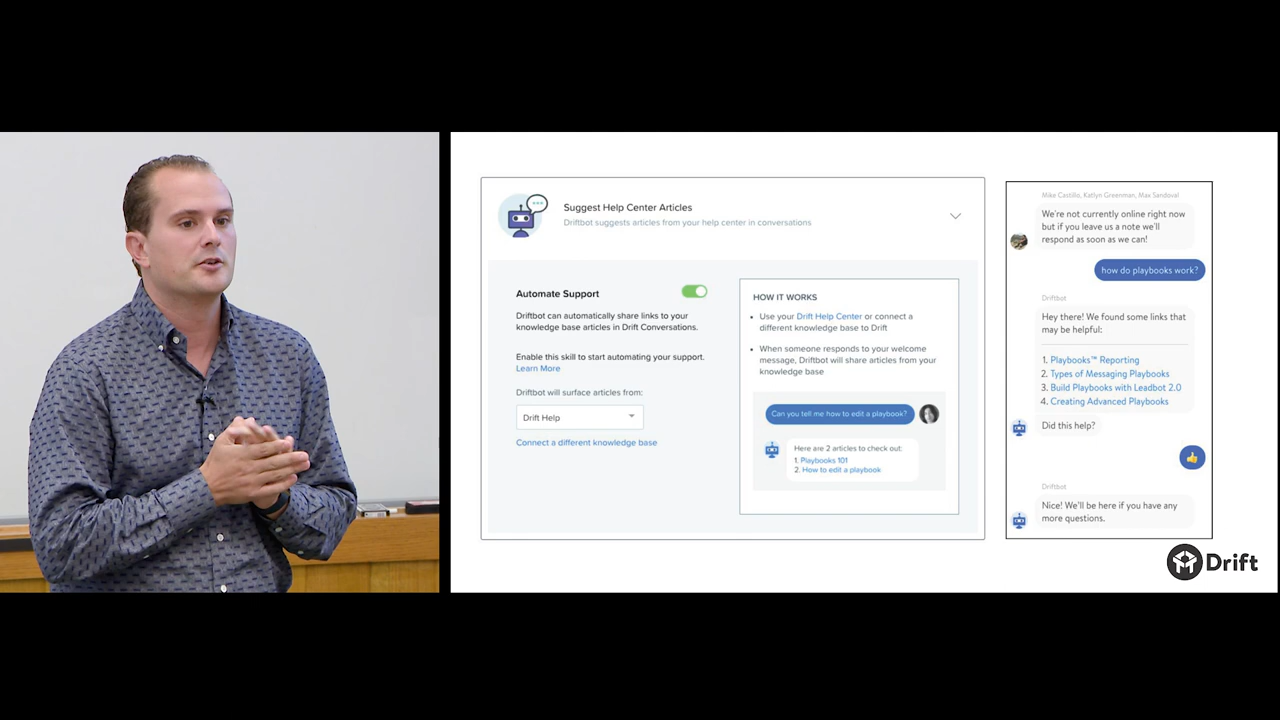 Suggest Help Center Articles
Driftbot suggests articles from your help center in conversations
Automate Support
Driftbot can automatically share links to your
knowledge base articles in Drift Conversations.
Enable this skill to start automating your support.
Learn More
Driftbot will surface articles from:
Drift Help
Connect a different knowledge base
HOW IT WORKS
Use your Drift Help Center or connect a
different knowledge base to Drift
When someone responds to your welcome
message, Driftbot will share articles from your
knowledge base
Can you tell me how to edit a playbook?
Here are 2 articles to check out:
1. Playbooks 101
2. How to edit a playbook
Mike Castillo, Katlyn Greenman, Max Sandoval
We're not currently online right now
but if you leave us a note we'll
respond as soon as we can!
how do playbooks work?
Driftbot
Hey there! We found some links that
may be helpful:
1. Playbooks™ Reporting
2. Types of Messaging Playbooks
3. Build Playbooks with Leadbot 2.0
4. Creating Advanced Playbooks
Did this help?
Driftbot
Nice! We'll be here if you have any
more questions.
Drift